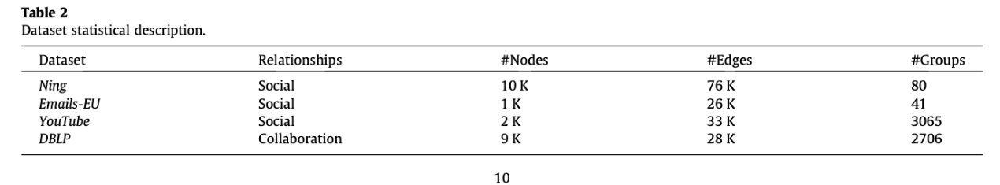 Table 2
Dataset statistical description.
Dataset Relationships #Nodes #Edges #Groups
Ning Social 10 K 76 K 80
Emails-EU Social 1 K 26 K 41
YouTube Social 2 K 33 K 3065
DBLP Collaboration 9 K 28 K 2706
10